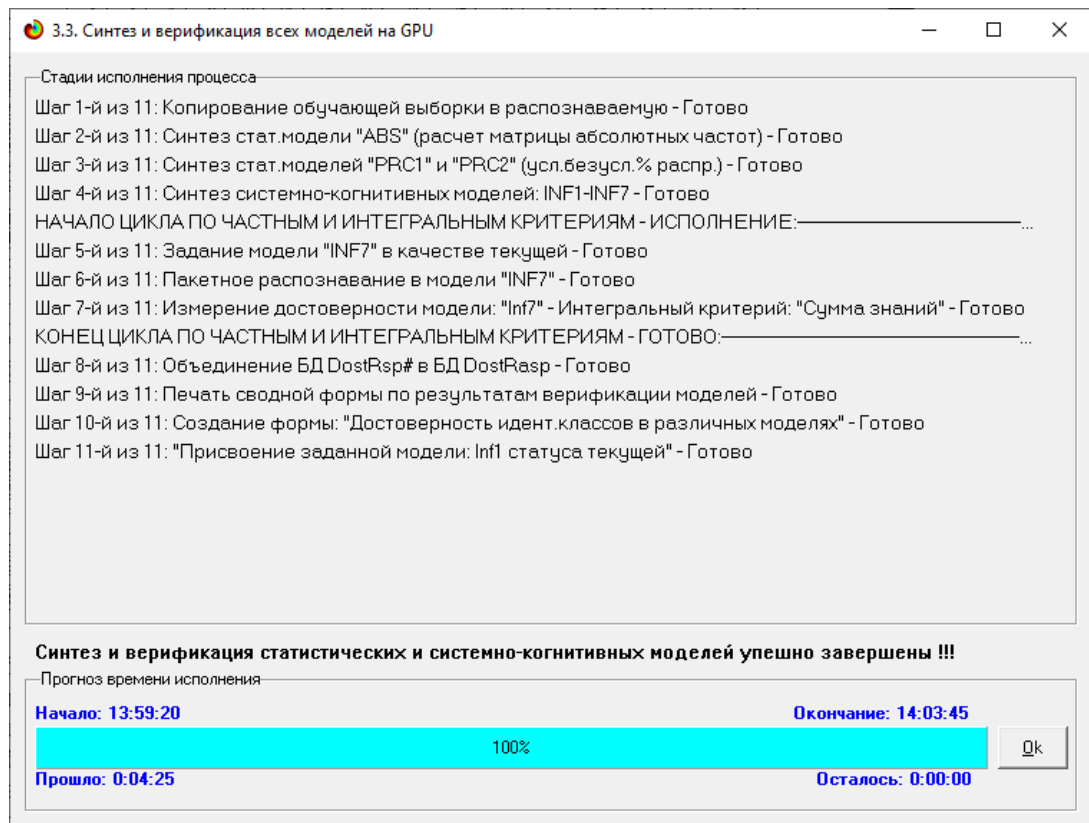 3.3. Синтез и верификация всех моделей на GPU
Стадии исполнения процесса
Шаг 1-й из 11: Копирование обучающей выборки в распознаваемую - Готово
Шаг 2-й из 11: Синтез стат.модели "ABS" (расчет матрицы абсолютных частот) - Готово
Шаг 3-й из 11: Синтез стат.моделей "PRC1" и "PRC2" (усл.безусл.% распр.) - Готово
Шаг 4-й из 11: Синтез системно-когнитивных моделей: INF1-INF7 - Готово
НАЧАЛО ЦИКЛА ПО ЧАСТНЫМ И ИНТЕГРАЛЬНЫМ КРИТЕРИЯМ - ИСПОЛНЕНИЕ:——————————...
Шаг 5-й из 11: Задание модели "INF7" в качестве текущей - Готово
Шаг 6-й из 11: Пакетное распознавание в модели "INF7" - Готово
Шаг 7-й из 11: Измерение достоверности модели: "Inf7" - Интегральный критерий: "Сумма знаний" - Готово
КОНЕЦ ЦИКЛА ПО ЧАСТНЫМ И ИНТЕГРАЛЬНЫМ КРИТЕРИЯМ - ГОТОВО:——————————...
Шаг 8-й из 11: Объединение БД DostRsp# в БД DostRasp - Готово
Шаг 9-й из 11: Печать сводной формы по результатам верификации моделей - Готово
Шаг 10-й из 11: Создание формы: "Достоверность идент.классов в различных моделях" - Готово
Шаг 11-й из 11: "Присвоение заданной модели: Inf1 статуса текущей" - Готово
Синтез и верификация статистических и системно-когнитивных моделей упешно завершены !!!
Прогноз времени исполнения
Начало: 13:59:20 Окончание: 14:03:45
100% Ok
Прошло: 0:04:25 Осталось: 0:00:00